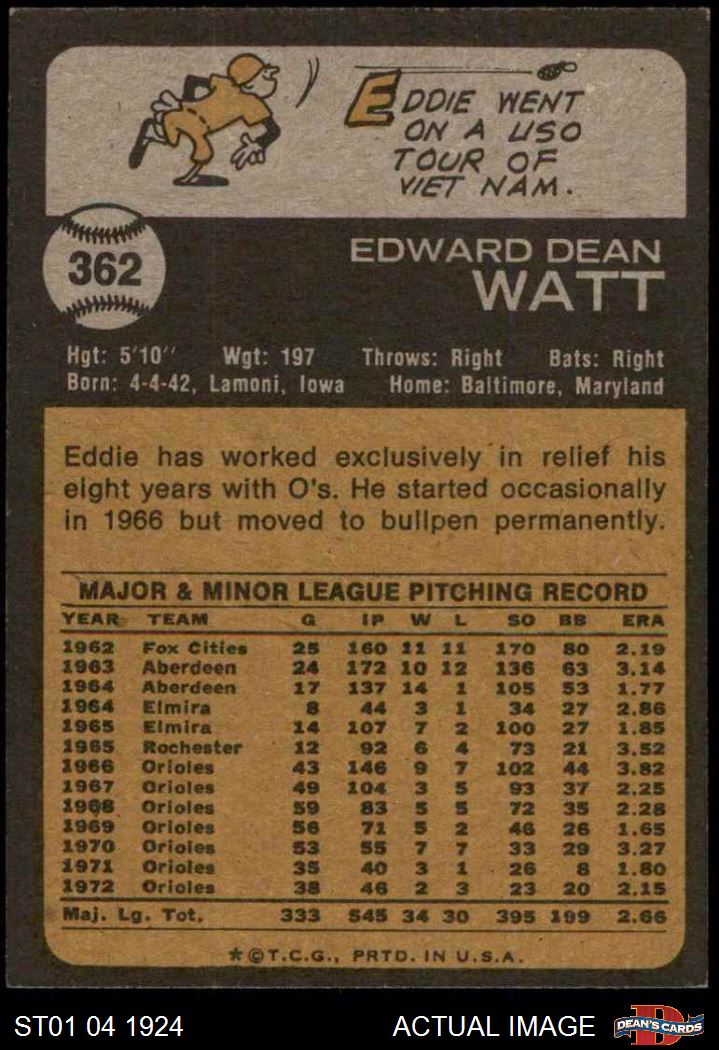 EDDIE WENT
ON A USO
TOUR OF
VIET NAM.
362
EDWARD DEAN
WATT
Hgt: 5'10" Wgt: 197 Throws: Right Bats: Right
Born: 4-4-42, Lamoni, Iowa Home: Baltimore, Maryland
Eddie has worked exclusively in relief his
eight years with O's. He started occasionally
in 1966 but moved to bullpen permanently.
MAJOR & MINOR LEAGUE PITCHING RECORD
YEAR TEAM G IP W L SO BB ERA
1962 Fox Cities 25 160 11 11 170 80 2.19
1963 Aberdeen 24 172 10 12 136 63 3.14
1964 Aberdeen 17 137 14 1 105 53 1.77
1964 Elmira 8 44 3 1 34 27 2.86
1965 Elmira 14 107 7 2 100 27 1.85
1965 Rochester 12 92 6 4 73 21 3.52
1966 Orioles 43 146 9 7 102 44 3.82
1967 Orioles 49 104 3 5 93 37 2.25
1968 Orioles 59 83 5 5 72 35 2.28
1969 Orioles 56 71 5 2 46 26 1.65
1970 Orioles 53 55 7 7 33 29 3.27
1971 Orioles 35 40 3 1 26 8 1.80
1972 Orioles 38 46 2 3 23 20 2.15
Maj. Lg. Tot. 333 545 34 30 395 199 2.66
*©T.C.G., PRTD. IN U.S.A.
ST01 04 1924 ACTUAL IMAGE D DEAN'S CARDS